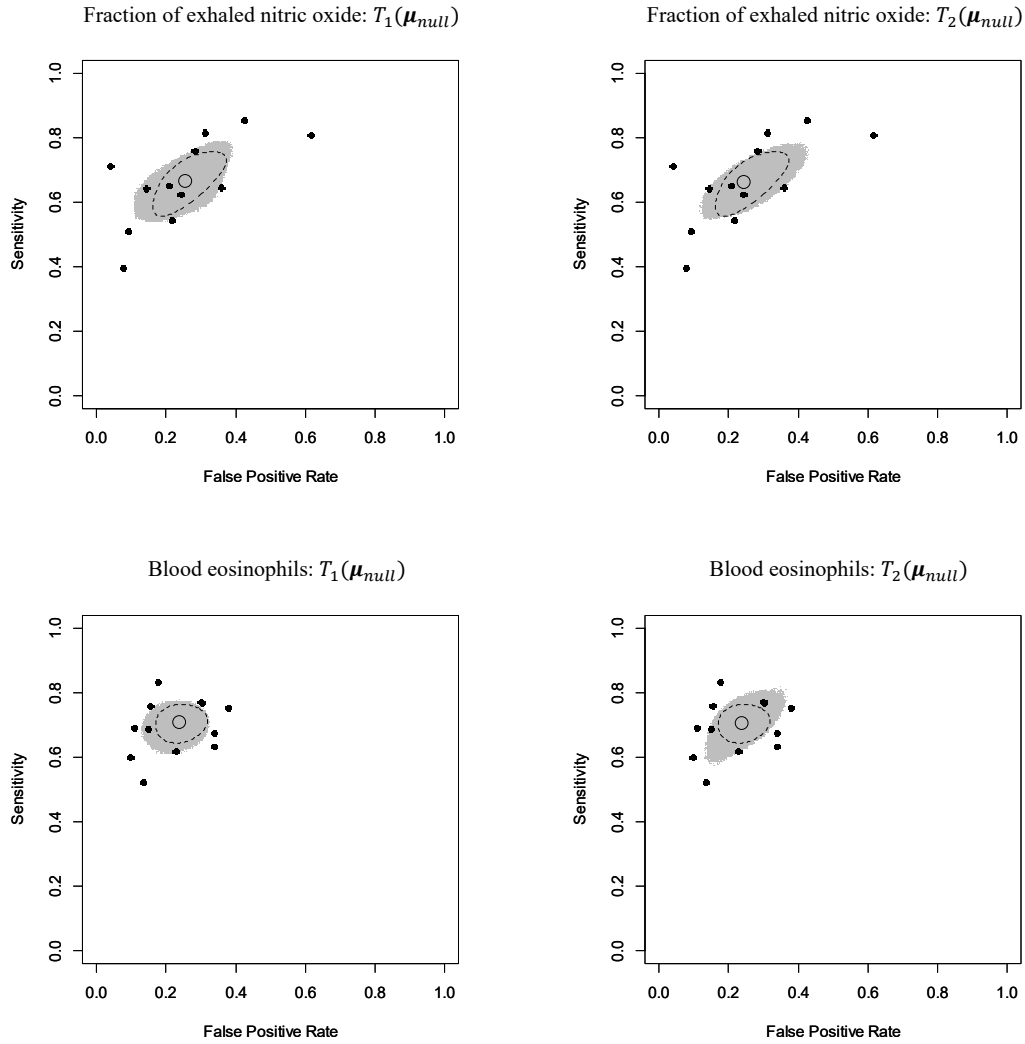 Fraction of exhaled nitric oxide: T₁(μₙᵤₗₗ)
Sensitivity
1.0
0.8
0.6
0.4
0.2
0.0
0.0 0.2 0.4 0.6 0.8 1.0
False Positive Rate
Fraction of exhaled nitric oxide: T₂(μₙᵤₗₗ)
Sensitivity
1.0
0.8
0.6
0.4
0.2
0.0
0.0 0.2 0.4 0.6 0.8 1.0
False Positive Rate
Blood eosinophils: T₁(μₙᵤₗₗ)
Sensitivity
1.0
0.8
0.6
0.4
0.2
0.0
0.0 0.2 0.4 0.6 0.8 1.0
False Positive Rate
Blood eosinophils: T₂(μₙᵤₗₗ)
Sensitivity
1.0
0.8
0.6
0.4
0.2
0.0
0.0 0.2 0.4 0.6 0.8 1.0
False Positive Rate